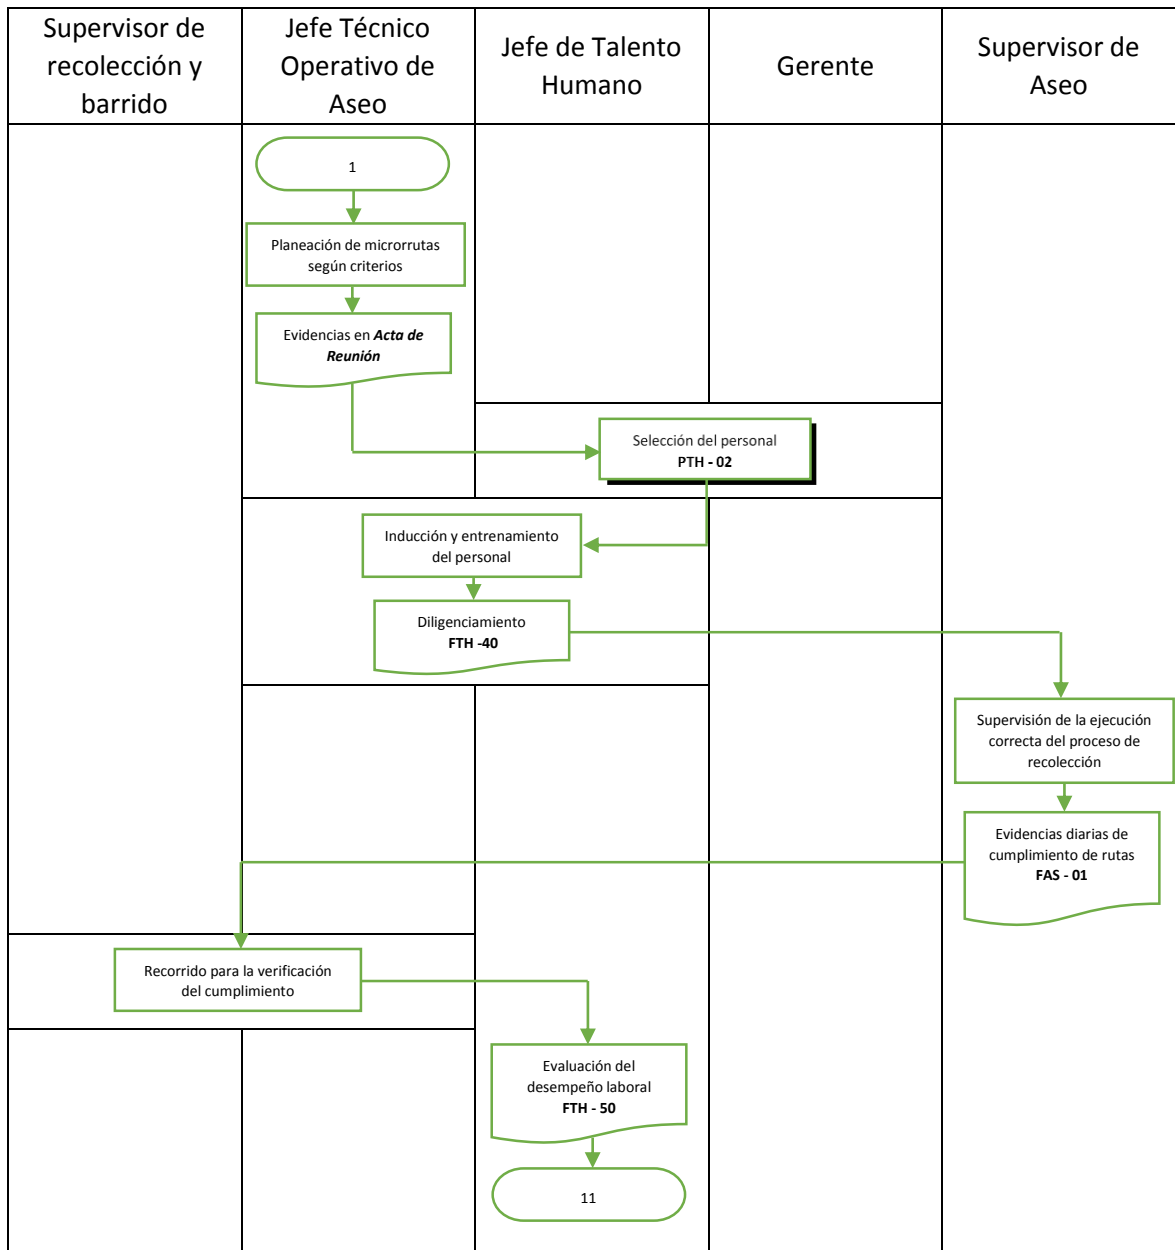 Supervisor de
recolección y
barrido
Jefe Técnico
Operativo de
Aseo
Jefe de Talento
Humano
Gerente
Supervisor de
Aseo
1
Planeación de microrrutas
según criterios
Evidencias en Acta de
Reunión
Selección del personal
PTH - 02
Inducción y entrenamiento
del personal
Diligenciamiento
FTH -40
Supervisión de la ejecución
correcta del proceso de
recolección
Evidencias diarias de
cumplimiento de rutas
FAS - 01
Recorrido para la verificación
del cumplimiento
Evaluación del
desempeño laboral
FTH - 50
11